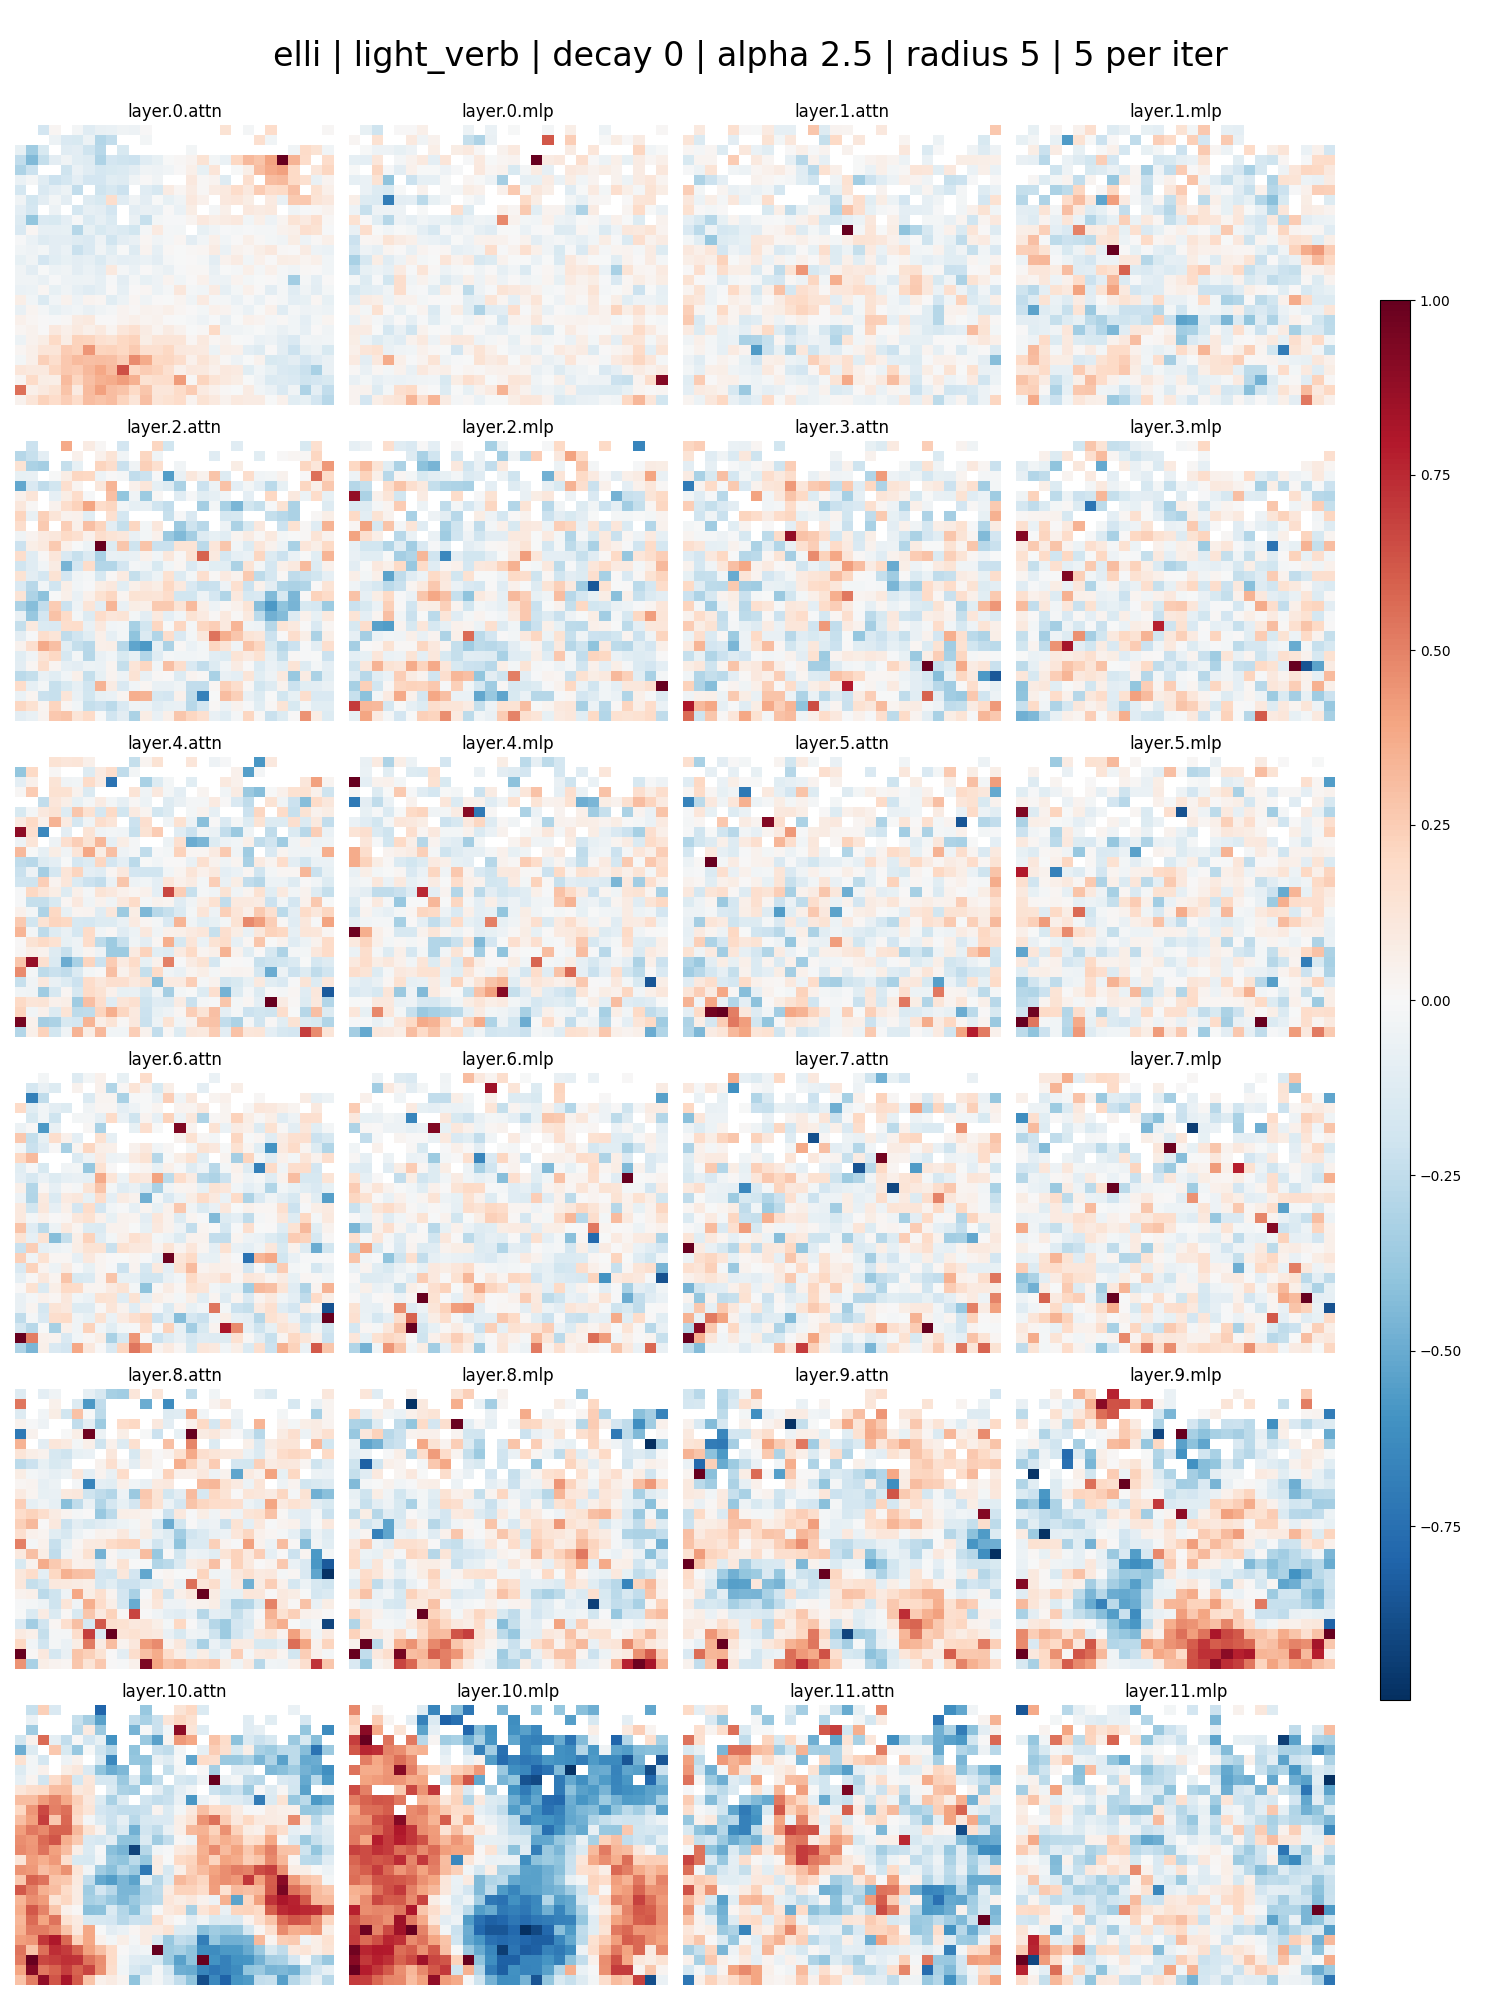 elli | light_verb | decay 0 | alpha 2.5 | radius 5 | 5 per iter
layer.0.attn
layer.0.mlp
layer.1.attn
layer.1.mlp
layer.2.attn
layer.2.mlp
layer.3.attn
layer.3.mlp
layer.4.attn
layer.4.mlp
layer.5.attn
layer.5.mlp
layer.6.attn
layer.6.mlp
layer.7.attn
layer.7.mlp
layer.8.attn
layer.8.mlp
layer.9.attn
layer.9.mlp
layer.10.attn
layer.10.mlp
layer.11.attn
layer.11.mlp
1.00
0.75
0.50
0.25
0.00
−0.25
−0.50
−0.75